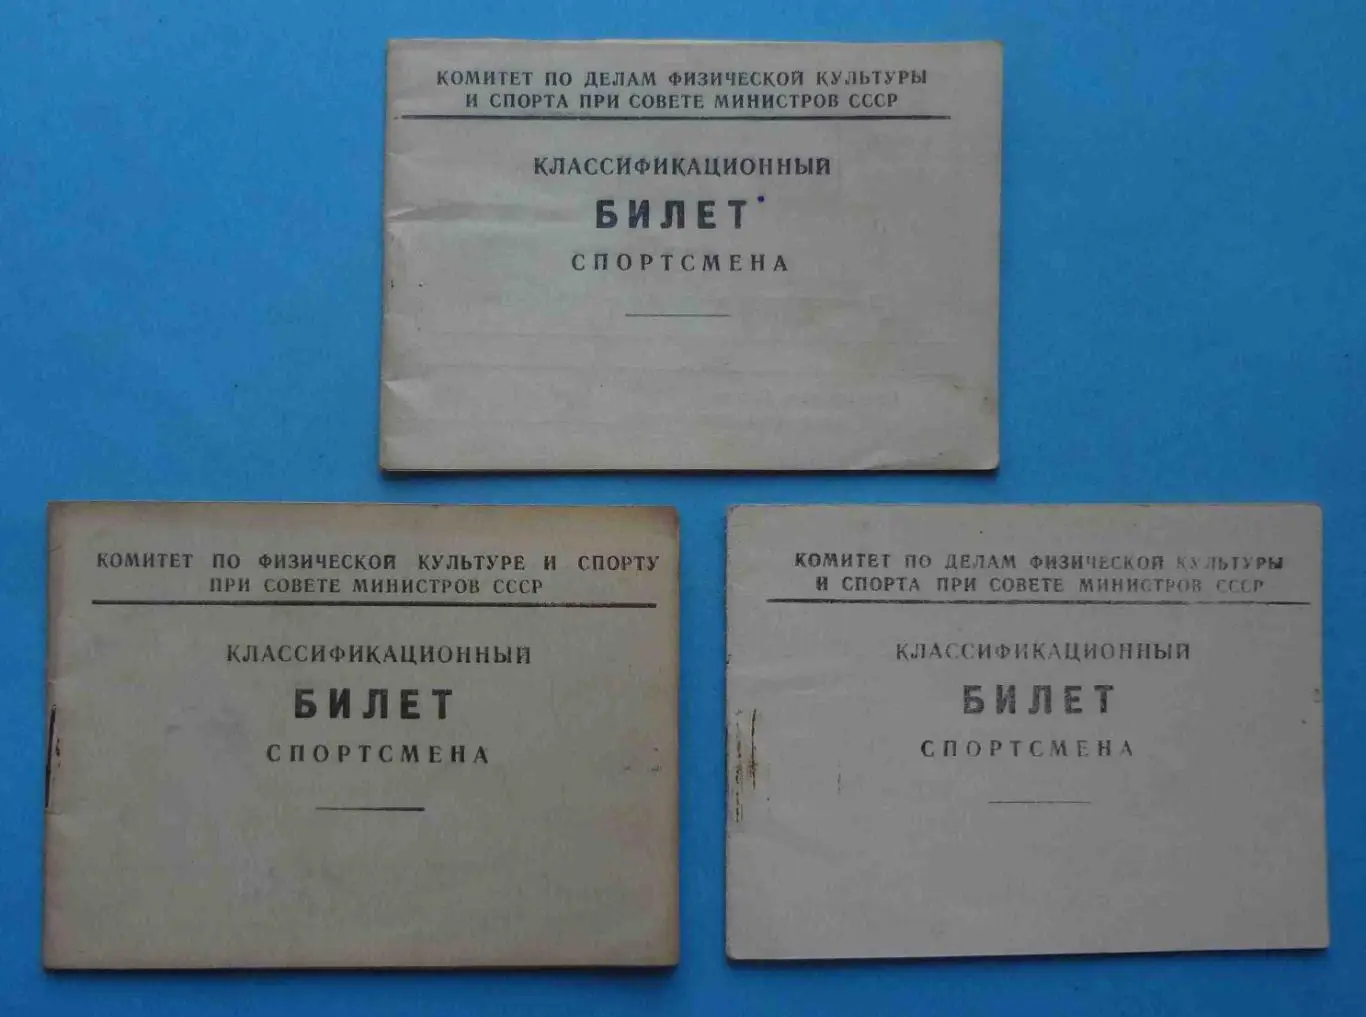 КОМИТЕТ ПО ДЕЛАМ ФИЗИЧЕСКОЙ КУЛЬТУРЫ
И СПОРТА ПРИ СОВЕТЕ МИНИСТРОВ СССР
КЛАССИФИКАЦИОННЫЙ
БИЛЕТ
СПОРТСМЕНА
КОМИТЕТ ПО ФИЗИЧЕСКОЙ КУЛЬТУРЕ И СПОРТУ
ПРИ СОВЕТЕ МИНИСТРОВ СССР
КЛАССИФИКАЦИОННЫЙ
БИЛЕТ
СПОРТСМЕНА
КОМИТЕТ ПО ДЕЛАМ ФИЗИЧЕСКОЙ КУЛЬТУРЫ
И СПОРТА ПРИ СОВЕТЕ МИНИСТРОВ СССР
КЛАССИФИКАЦИОННЫЙ
БИЛЕТ
СПОРТСМЕНА